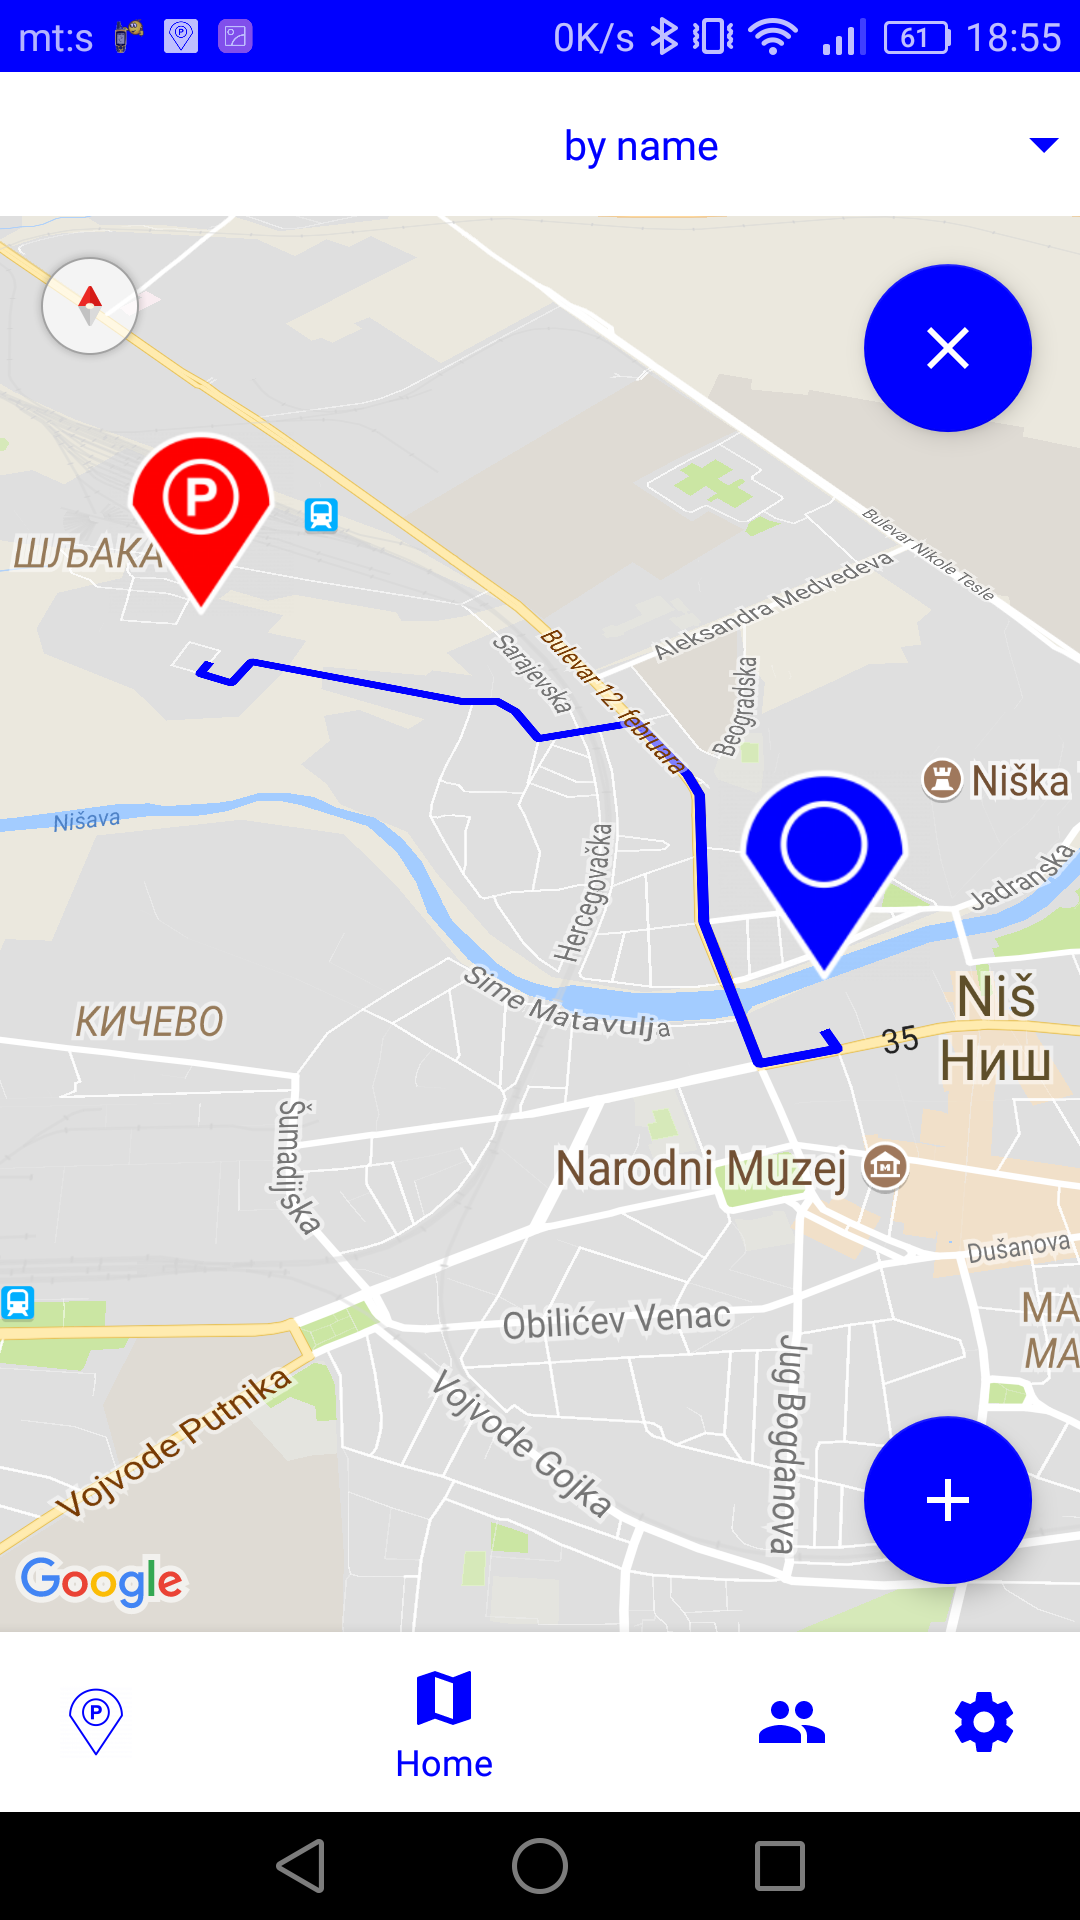 mt:s
0K/s
61
18:55
by name
P
ШЉАКА
Bulevar Nikole Tesle
Aleksandra Medvedeva
Sarajevska
Bulevar 12. februara
Beogradska
Niška
Nišava
Hercegovačka
Jadranska
Sime Matavulja
Niš
Ниш
35
КИЧЕВО
Šumadijska
Narodni Muzej
Dušanova
Obilićev Venac
МА
МА
Jug Bogdanova
Vojvode Putnika
Vojvode Gojka
Google
P
Home